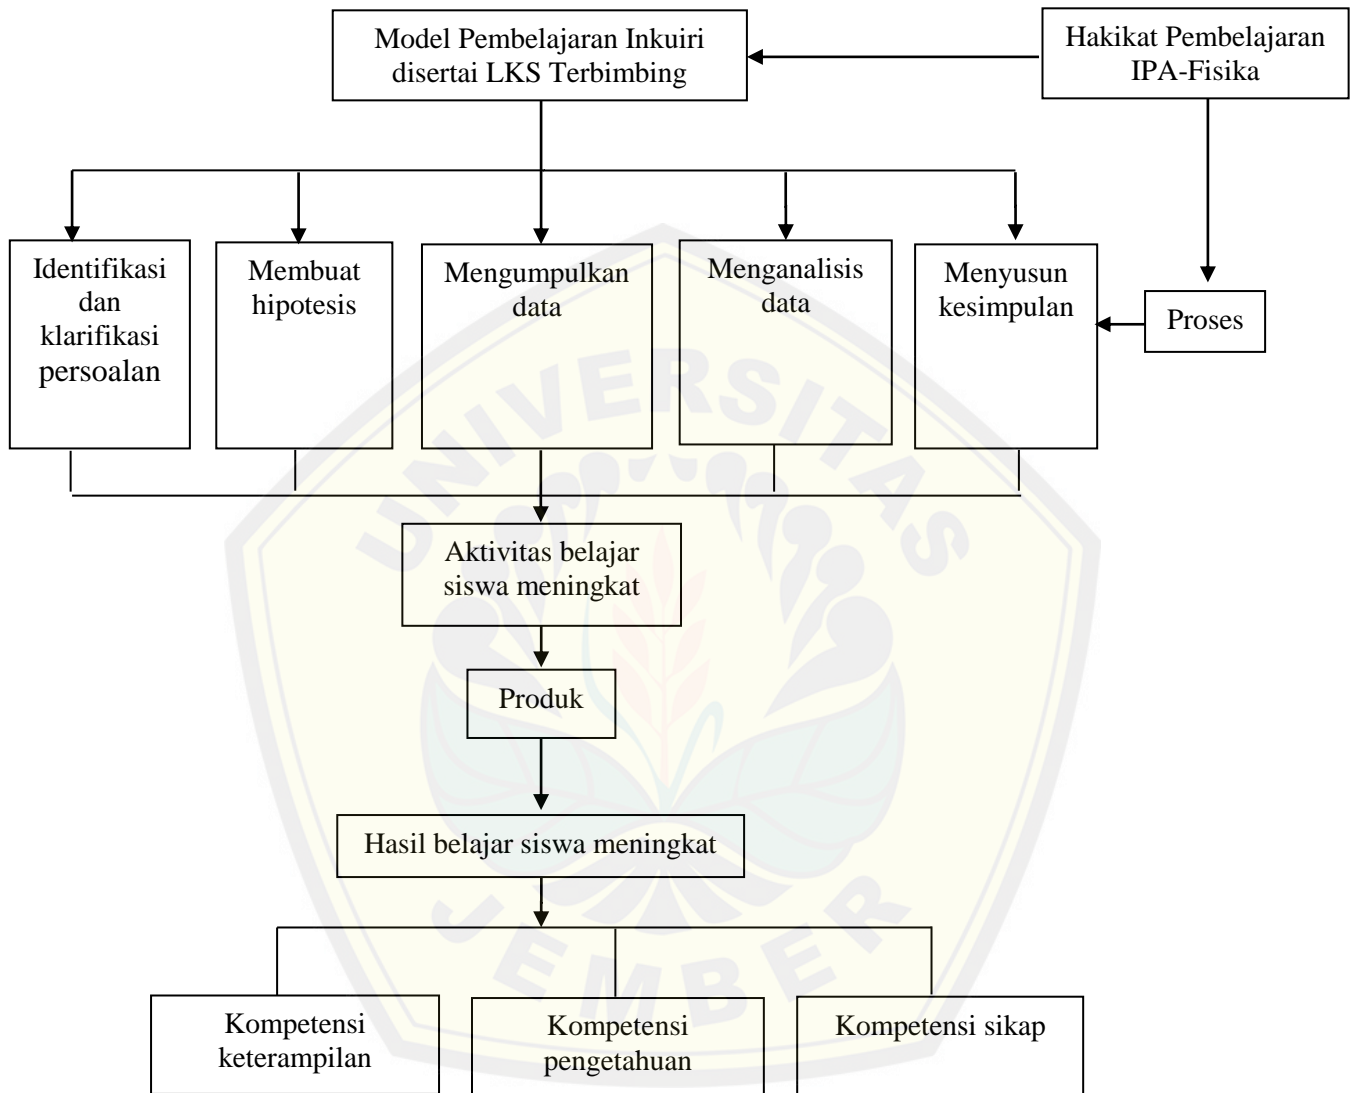 Model Pembelajaran Inkuiri
disertai LKS Terbimbing
Hakikat Pembelajaran
IPA-Fisika
Identifikasi
dan
klarifikasi
persoalan
Membuat
hipotesis
Mengumpulkan
data
Menganalisis
data
Menyusun
kesimpulan
Proses
Aktivitas belajar
siswa meningkat
Produk
Hasil belajar siswa meningkat
Kompetensi
keterampilan
Kompetensi
pengetahuan
Kompetensi sikap
UNIVERSITAS
JEMBER